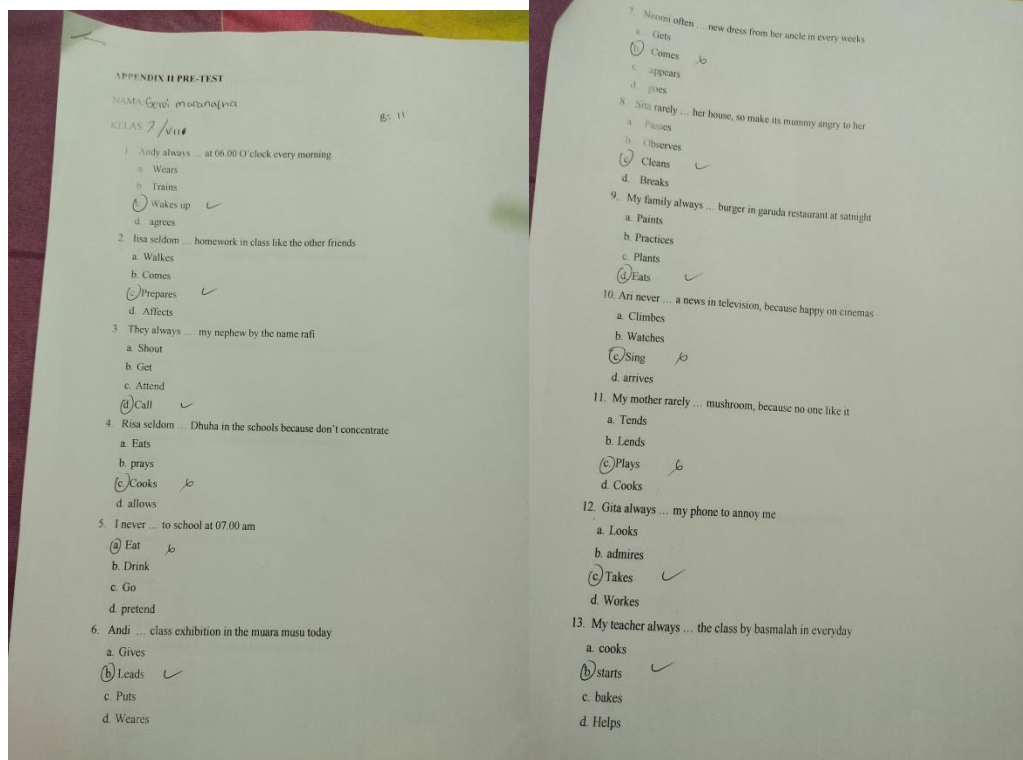 APPENDIX II PRE-TEST
NAMA
B: 11
KELAS 7/VIII
1. Andy always ... at 06.00 O'clock every morning
a. Wears
b. Trains
c. Wakes up
d. agrees
2. Iisa seldom ... homework in class like the other friends
a. Walkes
b. Comes
c. Prepares
d. Affects
3. They always ... my nephew by the name rafi
a. Shout
b. Get
c. Attend
d. Call
4. Risa seldom ... Dhuha in the schools because don't concentrate
a. Eats
b. prays
c. Cooks
d. allows
5. I never ... to school at 07.00 am
a. Eat
b. Drink
c. Go
d. pretend
6. Andi ... class exhibition in the muara musu today
a. Gives
b. Leads
c. Puts
d. Weares
7. Naomi often ... new dress from her uncle in every weeks
a. Gets
b. Comes
c. appears
d. goes
8. Sita rarely ... her house, so make its mummy angry to her
a. Passes
b. Observes
c. Cleans
d. Breaks
9. My family always ... burger in garuda restaurant at satnight
a. Paints
b. Practices
c. Plants
d. Eats
10. Ari never ... a news in television, because happy on cinemas
a. Climbes
b. Watches
c. Sing
d. arrives
11. My mother rarely ... mushroom, because no one like it
a. Tends
b. Lends
c. Plays
d. Cooks
12. Gita always ... my phone to annoy me
a. Looks
b. admires
c. Takes
d. Workes
13. My teacher always ... the class by basmalah in everyday
a. cooks
b. starts
c. bakes
d. Helps